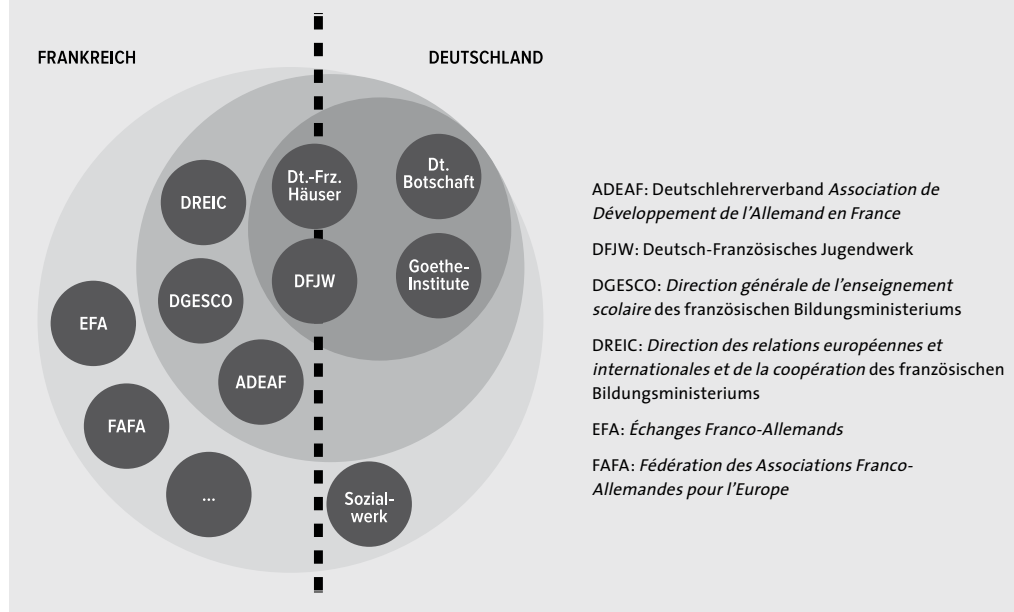 FRANKREICH
DEUTSCHLAND
Dt.-Frz.
Häuser
Dt.
Botschaft
DREIC
DFJW
Goethe-
Institute
DGESCO
EFA
ADEAF
FAFA
...
Sozial-
werk
ADEAF: Deutschlehrerverband Association de
Développement de l'Allemand en France
DFJW: Deutsch-Französisches Jugendwerk
DGESCO: Direction générale de l'enseignement
scolaire des französischen Bildungsministeriums
DREIC: Direction des relations européennes et
internationales et de la coopération des französischen
Bildungsministeriums
EFA: Échanges Franco-Allemands
FAFA: Fédération des Associations Franco-
Allemandes pour l'Europe